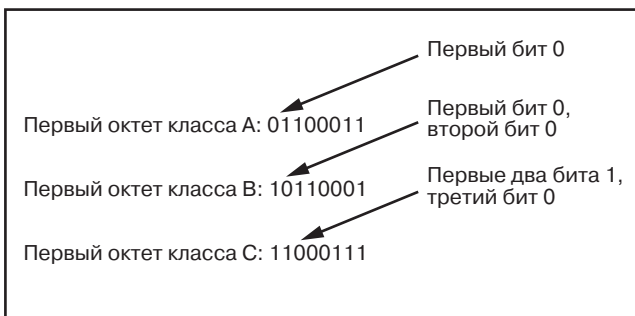 Первый бит 0
Первый октет класса A: 01100011
Первый бит 0,
второй бит 0
Первый октет класса B: 10110001
Первые два бита 1,
третий бит 0
Первый октет класса C: 11000111